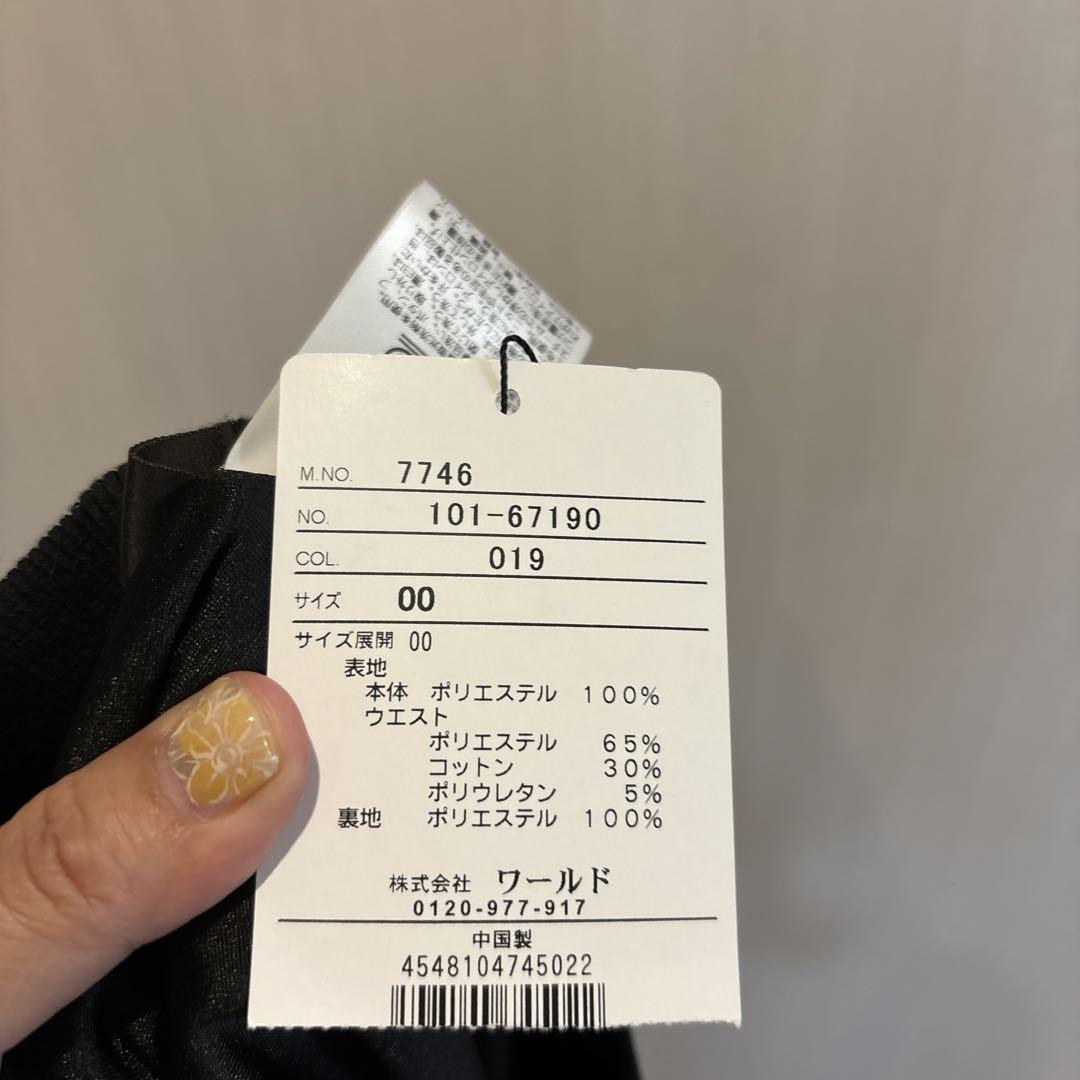 M.NO. 7746
NO. 101-67190
COL. 019
サイズ 00
サイズ展開 00
表地
本体 ポリエステル 100%
ウエスト
ポリエステル 65%
コットン 30%
ポリウレタン 5%
裏地 ポリエステル 100%
株式会社 ワールド
0120-977-917
中国製
4548104745022